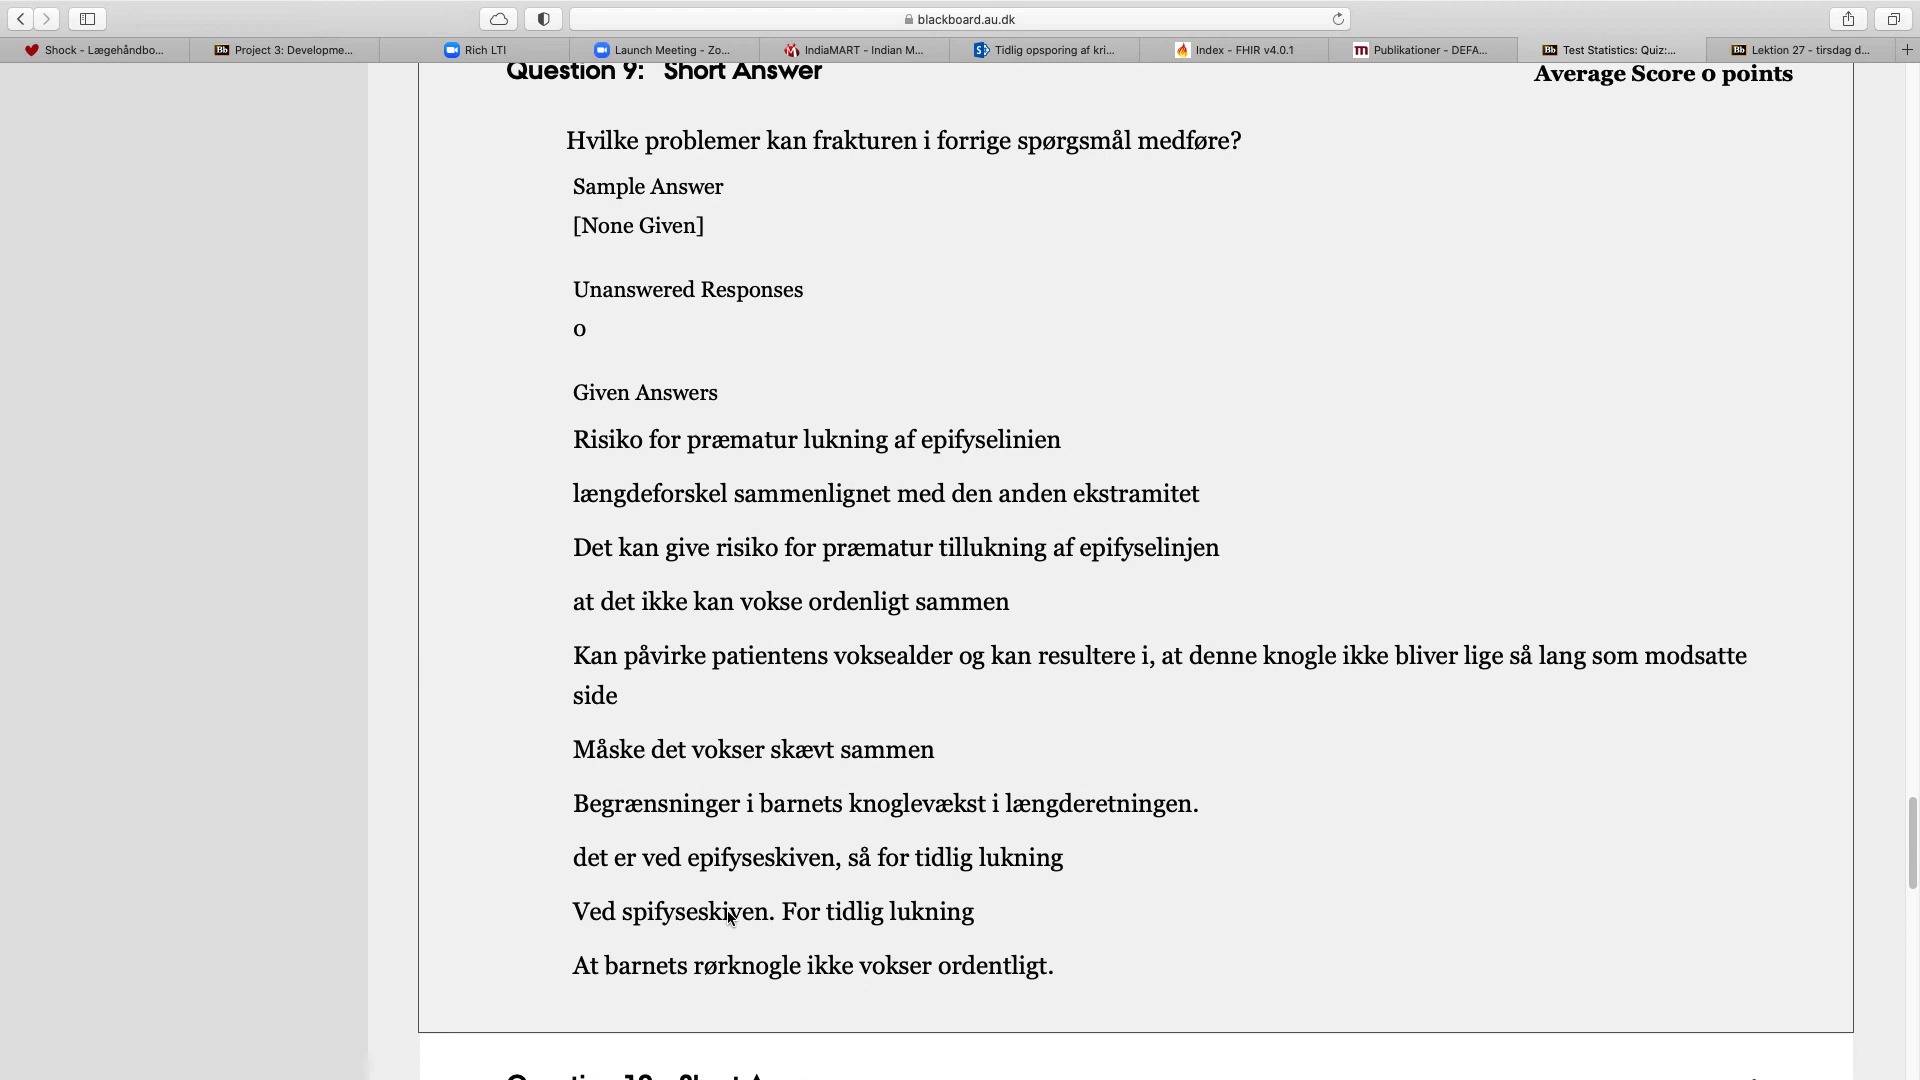 blackboard.au.dk
Shock - Lægehåndbo...
Project 3: Developme...
Rich LTI
Launch Meeting - Zo...
IndiaMART - Indian M...
Tidlig opsporing af kri...
Index - FHIR v4.0.1
Publikationer - DEFA...
Test Statistics: Quiz:...
Lektion 27 - tirsdag d...
Question 9: Short Answer
Average Score 0 points
Hvilke problemer kan frakturen i forrige spørgsmål medføre?
Sample Answer
[None Given]
Unanswered Responses
0
Given Answers
Risiko for præmatur lukning af epifyselinien
længdeforskel sammenlignet med den anden ekstramitet
Det kan give risiko for præmatur tillukning af epifyselinjen
at det ikke kan vokse ordenligt sammen
Kan påvirke patientens voksealder og kan resultere i, at denne knogle ikke bliver lige så lang som modsatte
side
Måske det vokser skævt sammen
Begrænsninger i barnets knoglevækst i længderetningen.
det er ved epifyseskiven, så for tidlig lukning
Ved spifyseskiven. For tidlig lukning
At barnets rørknogle ikke vokser ordentligt.